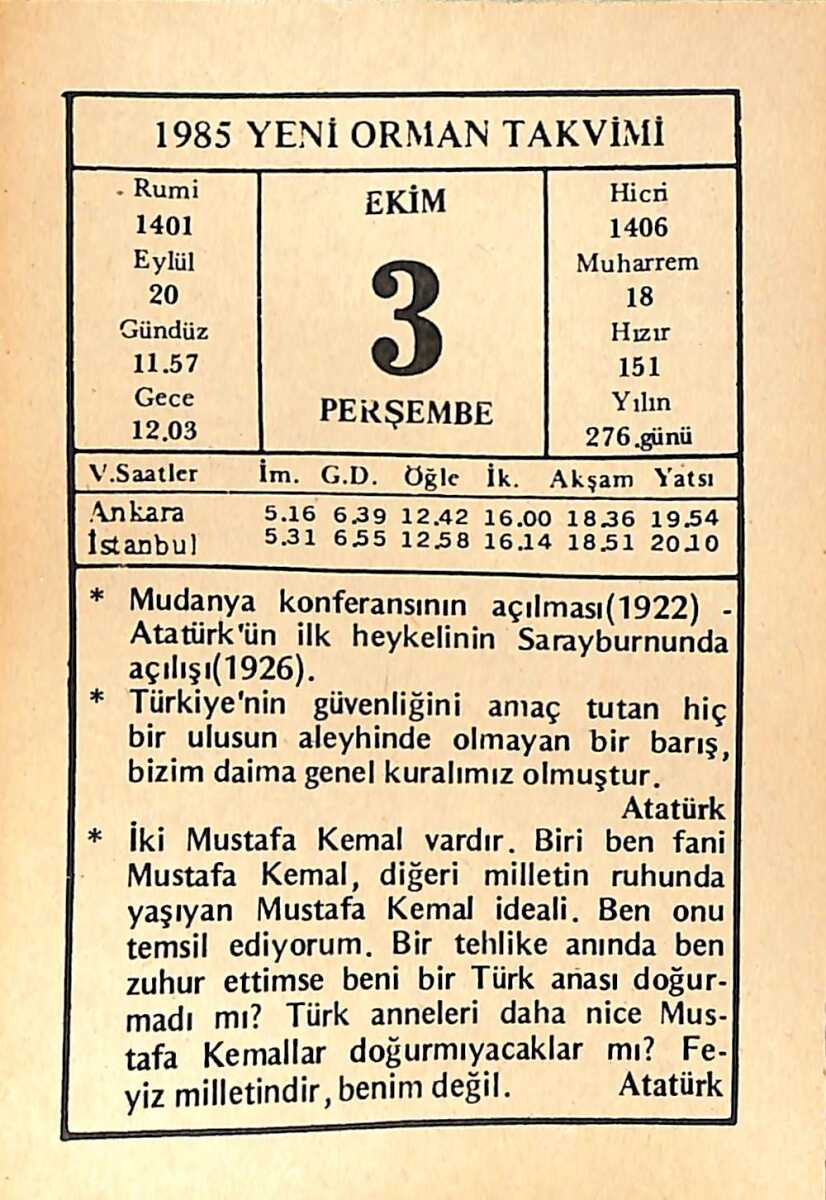 1985 YENİ ORMAN TAKVİMİ
Rumi
1401
Eylül
20
Gündüz
11.57
Gece
12.03
EKİM
3
PERŞEMBE
Hicri
1406
Muharrem
18
Hızır
151
Yılın
276.günü
V.Saatler İm. G.D. Öğle İk. Akşam Yatsı
Ankara 5.16 6.39 12.42 16.00 18.36 19.54
İstanbul 5.31 6.55 12.58 16.14 18.51 20.10
* Mudanya konferansının açılması(1922) -
Atatürk'ün ilk heykelinin Sarayburnunda
açılışı(1926).
* Türkiye'nin güvenliğini amaç tutan hiç
bir ulusun aleyhinde olmayan bir barış,
bizim daima genel kuralımız olmuştur.
Atatürk
* İki Mustafa Kemal vardır. Biri ben fani
Mustafa Kemal, diğeri milletin ruhunda
yaşıyan Mustafa Kemal ideali. Ben onu
temsil ediyorum. Bir tehlike anında ben
zuhur ettimse beni bir Türk anası doğur-
madı mı? Türk anneleri daha nice Mus-
tafa Kemallar doğurmıyacaklar mı? Fe-
yiz milletindir, benim değil. Atatürk